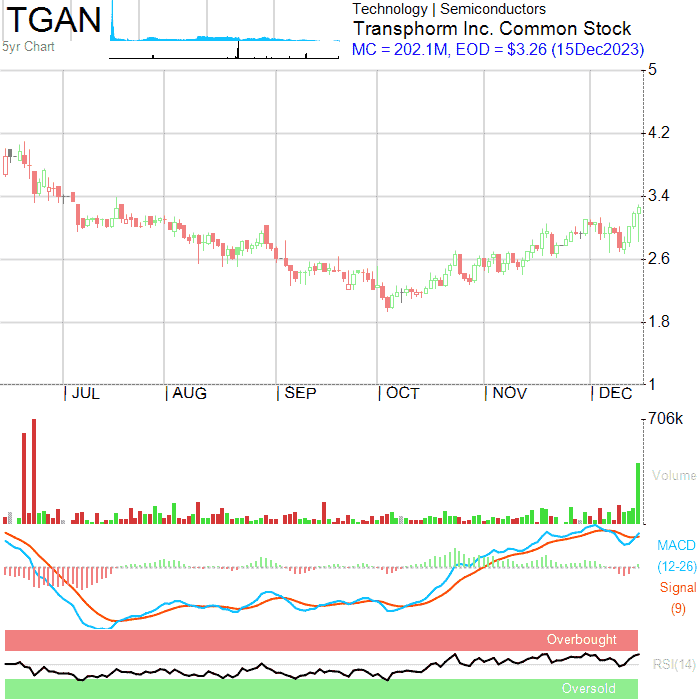 TGAN
5yr Chart
Technology | Semiconductors
Transphorm Inc. Common Stock
MC = 202.1M, EOD = $3.26 (15Dec2023)
5
4.2
3.4
2.6
1.8
1
| JUL | AUG | SEP | OCT | NOV | DEC
706k
Volume
MACD
(12-26)
Signal
(9)
Overbought
RSI(14)
Oversold